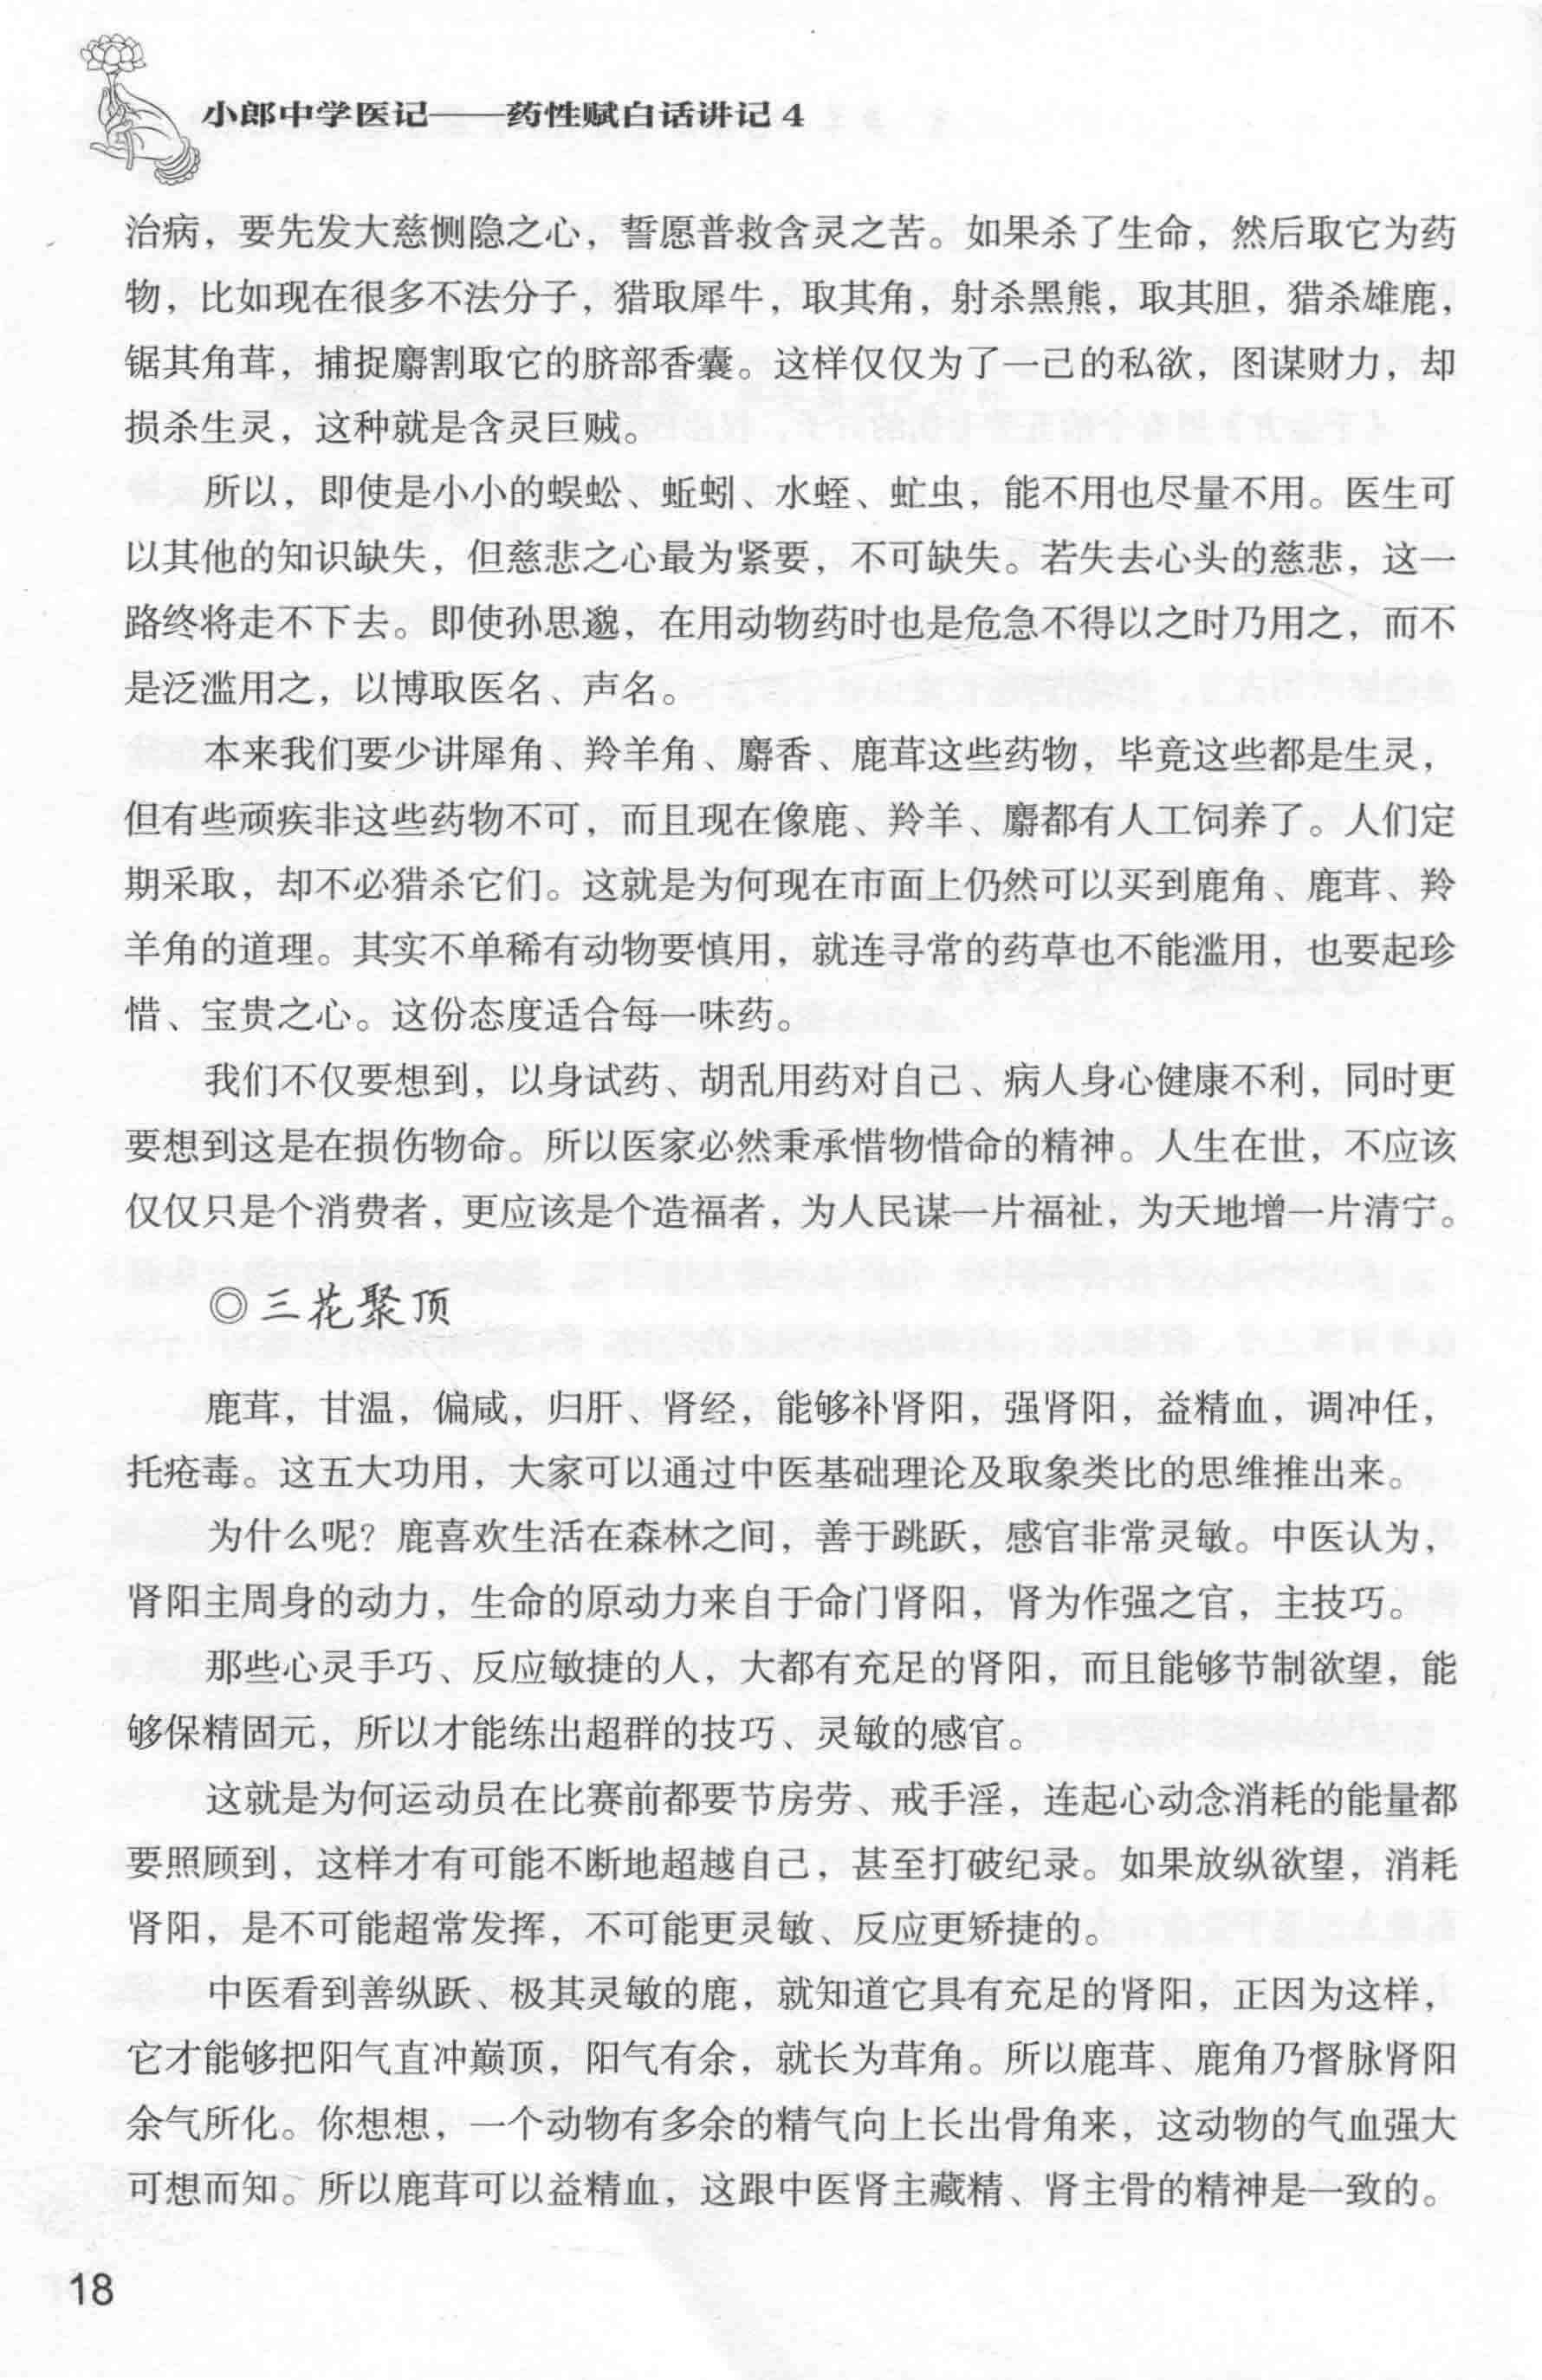 小郎中学医记——药性赋白话讲记4
治病，要先发大慈恻隐之心，誓愿普救含灵之苦。如果杀了生命，然后取它为药
物，比如现在很多不法分子，猎取犀牛，取其角，射杀黑熊，取其胆，猎杀雄鹿，
锯其角茸，捕捉麝割取它的脐部香囊。这样仅仅为了一己的私欲，图谋财力，却
损杀生灵，这种就是含灵巨贼。
所以，即使是小小的蜈蚣、蚯蚓、水蛭、虻虫，能不用也尽量不用。医生可
以其他的知识缺失，但慈悲之心最为紧要，不可缺失。若失去心头的慈悲，这一
路终将走不下去。即使孙思邈，在用动物药时也是危急不得以之时乃用之，而不
是泛滥用之，以博取医名、声名。
本来我们要少讲犀角、羚羊角、麝香、鹿茸这些药物，毕竟这些都是生灵，
但有些顽疾非这些药物不可，而且现在像鹿、羚羊、麝都有人工饲养了。人们定
期采取，却不必猎杀它们。这就是为何现在市面上仍然可以买到鹿角、鹿茸、羚
羊角的道理。其实不单稀有动物要慎用，就连寻常的药草也不能滥用，也要起珍
惜、宝贵之心。这份态度适合每一味药。
我们不仅要想到，以身试药、胡乱用药对自己、病人身心健康不利，同时更
要想到这是在损伤物命。所以医家必然秉承惜物惜命的精神。人生在世，不应该
仅仅只是个消费者，更应该是个造福者，为人民谋一片福祉，为天地增一片清宁。
◎三花聚顶
鹿茸，甘温，偏咸，归肝、肾经，能够补肾阳，强肾阳，益精血，调冲任，
托疮毒。这五大功用，大家可以通过中医基础理论及取象类比的思维推出来。
为什么呢？鹿喜欢生活在森林之间，善于跳跃，感官非常灵敏。中医认为，
肾阳主周身的动力，生命的原动力来自于命门肾阳，肾为作强之官，主技巧。
那些心灵手巧、反应敏捷的人，大都有充足的肾阳，而且能够节制欲望，能
够保精固元，所以才能练出超群的技巧、灵敏的感官。
这就是为何运动员在比赛前都要节房劳、戒手淫，连起心动念消耗的能量都
要照顾到，这样才有可能不断地超越自己，甚至打破纪录。如果放纵欲望，消耗
肾阳，是不可能超常发挥，不可能更灵敏、反应更矫捷的。
中医看到善纵跃、极其灵敏的鹿，就知道它具有充足的肾阳，正因为这样，
它才能够把阳气直冲巅顶，阳气有余，就长为茸角。所以鹿茸、鹿角乃督脉肾阳
余气所化。你想想，一个动物有多余的精气向上长出骨角来，这动物的气血强大
可想而知。所以鹿茸可以益精血，这跟中医肾主藏精、肾主骨的精神是一致的。
18